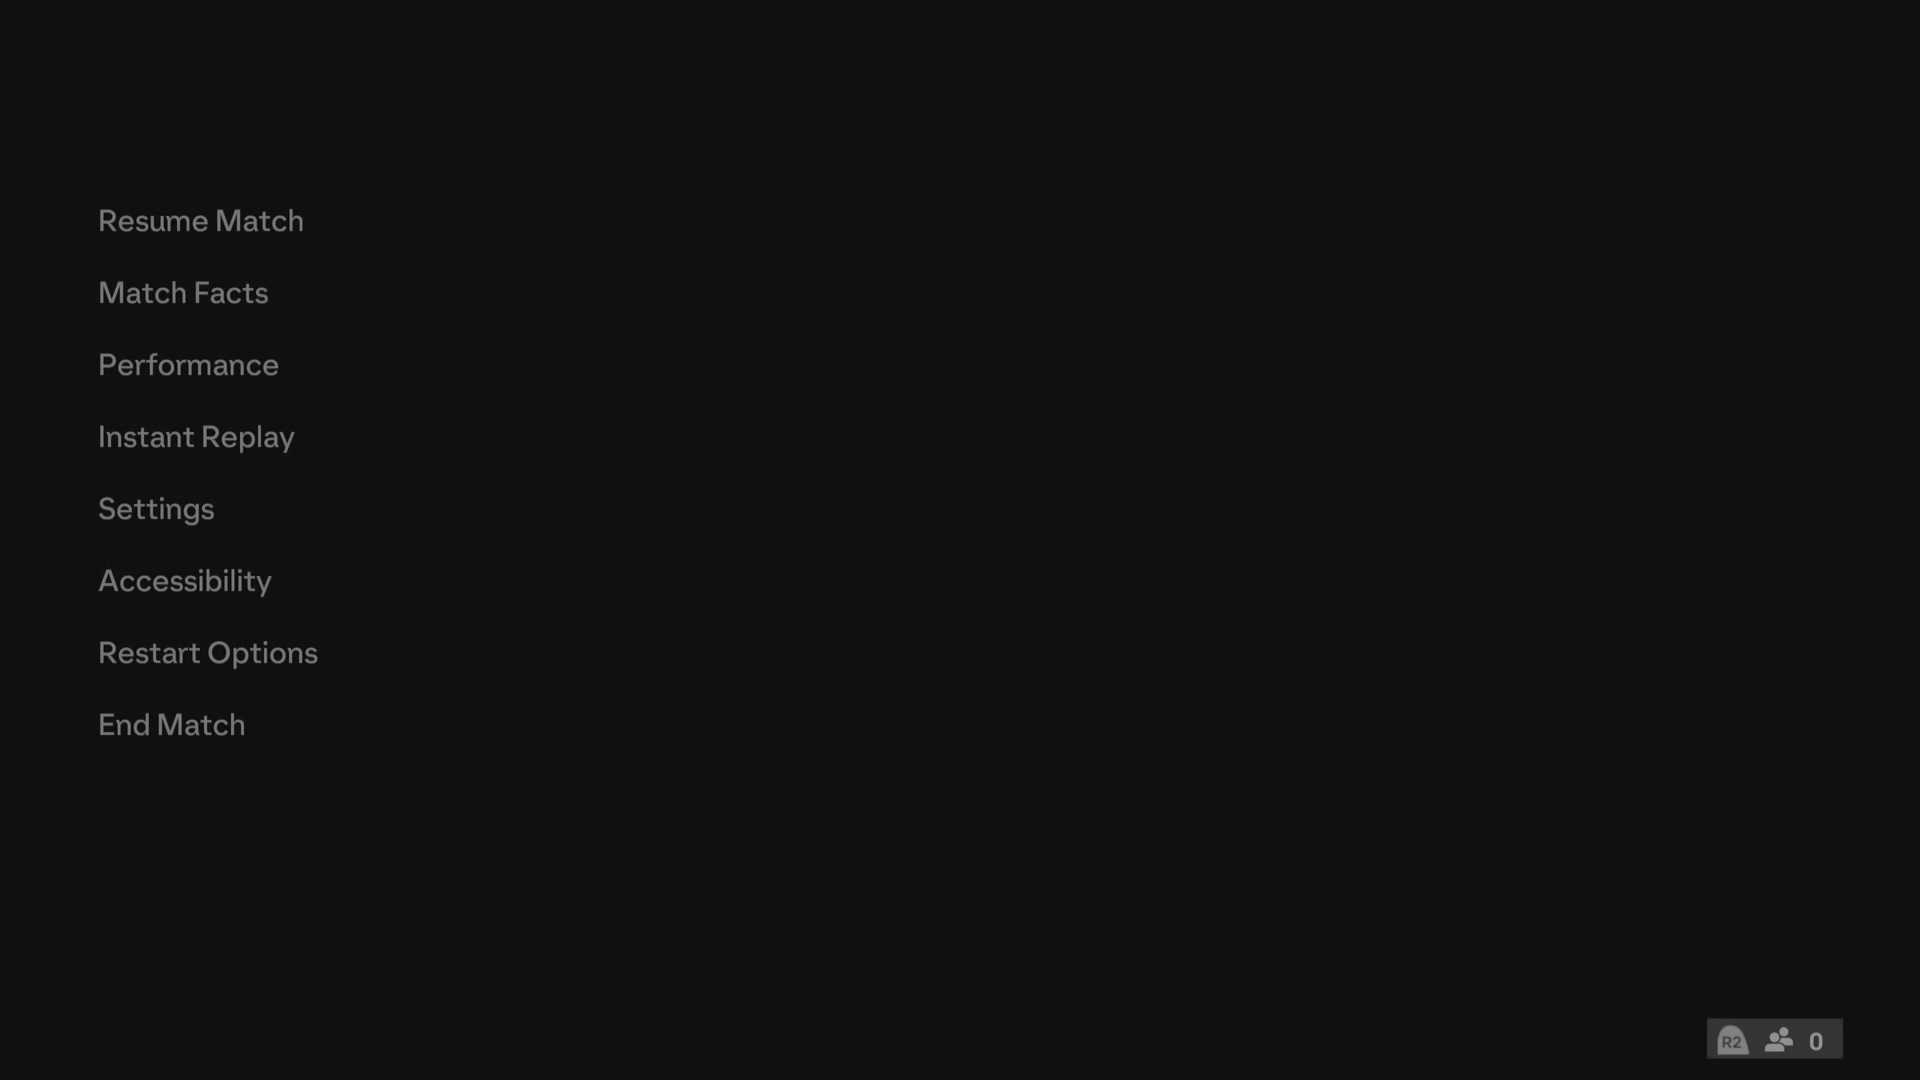 Resume Match
Match Facts
Performance
Instant Replay
Settings
Accessibility
Restart Options
End Match
R2 0